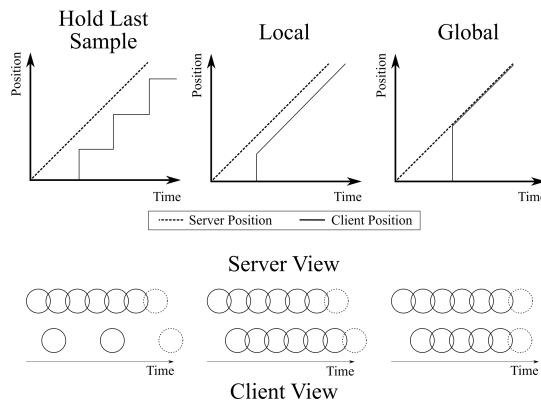 Hold Last
Sample
Local
Global
Position
Position
Position
Time
Time
Time
Server Position
Client Position
Server View
Time
Time
Time
Client View